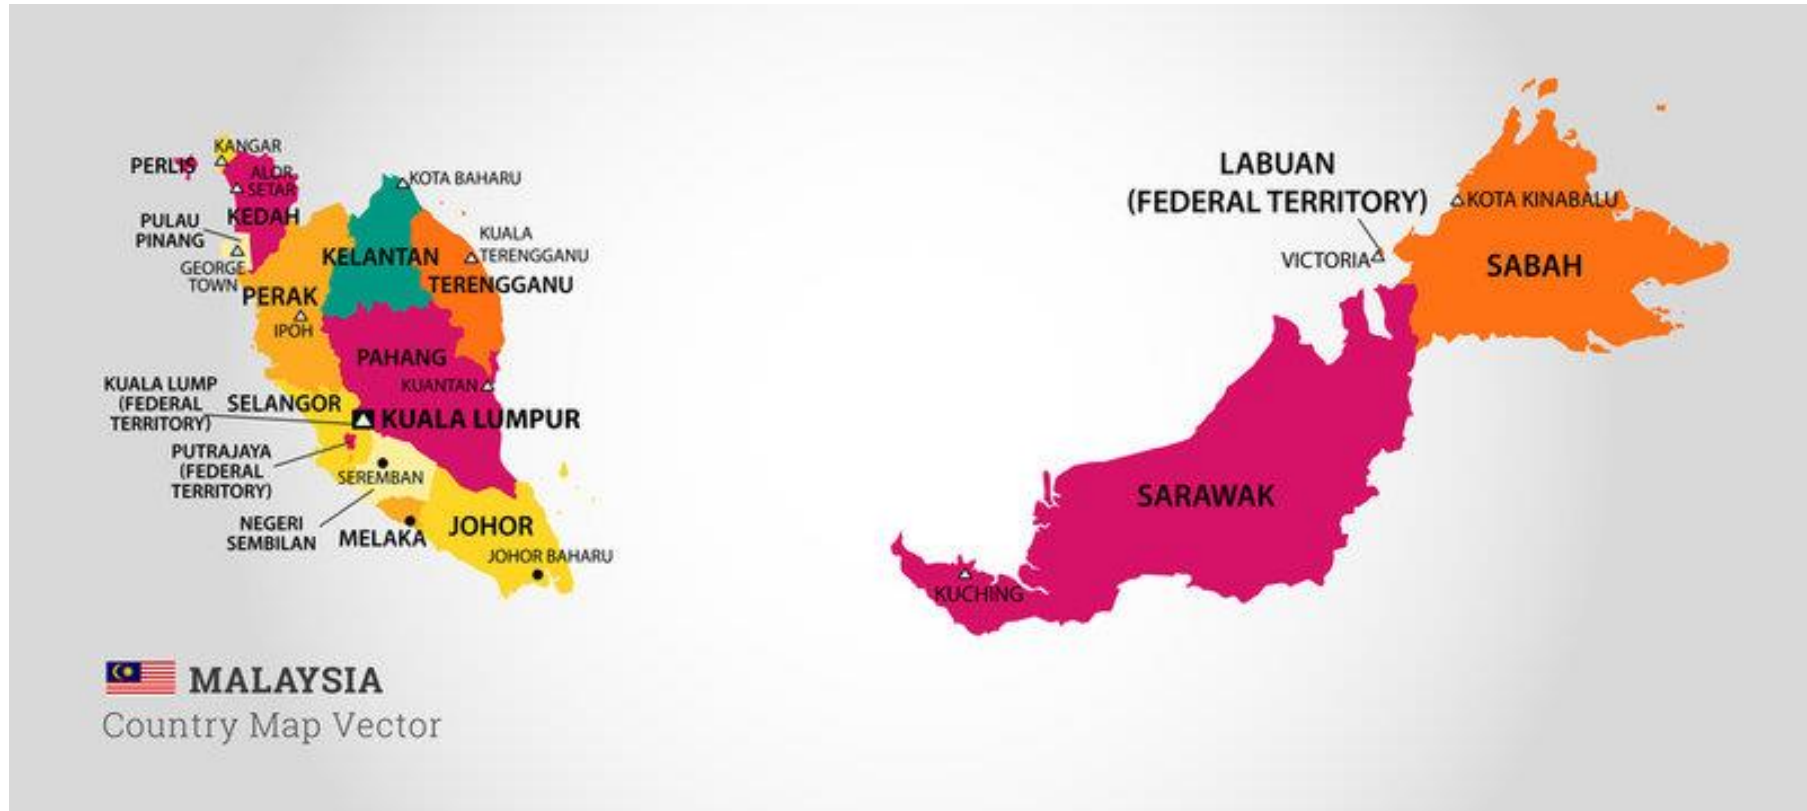 KANGAR
PERLIS
ALOR
SETAR
KOTA BAHARU
PULAU
PINANG
KEDAH
KUALA
TERENGGANU
GEORGE
TOWN
KELANTAN
TERENGGANU
PERAK
IPOH
PAHANG
KUANTAN
KUALA LUMP
(FEDERAL
TERRITORY)
SELANGOR
KUALA LUMPUR
PUTRAJAYA
(FEDERAL
TERRITORY)
SEREMBAN
NEGERI
SEMBILAN
MELAKA
JOHOR
JOHOR BAHARU
LABUAN
(FEDERAL TERRITORY)
KOTA KINABALU
VICTORIA
SABAH
SARAWAK
KUCHING
MALAYSIA
Country Map Vector